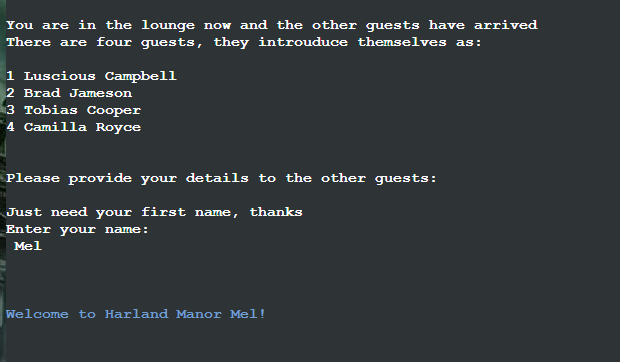 You are in the lounge now and the other guests have arrived
There are four guests, they introuduce themselves as:
1 Luscious Campbell
2 Brad Jameson
3 Tobias Cooper
4 Camilla Royce
Please provide your details to the other guests:
Just need your first name, thanks
Enter your name:
Mel
Welcome to Harland Manor Mel!